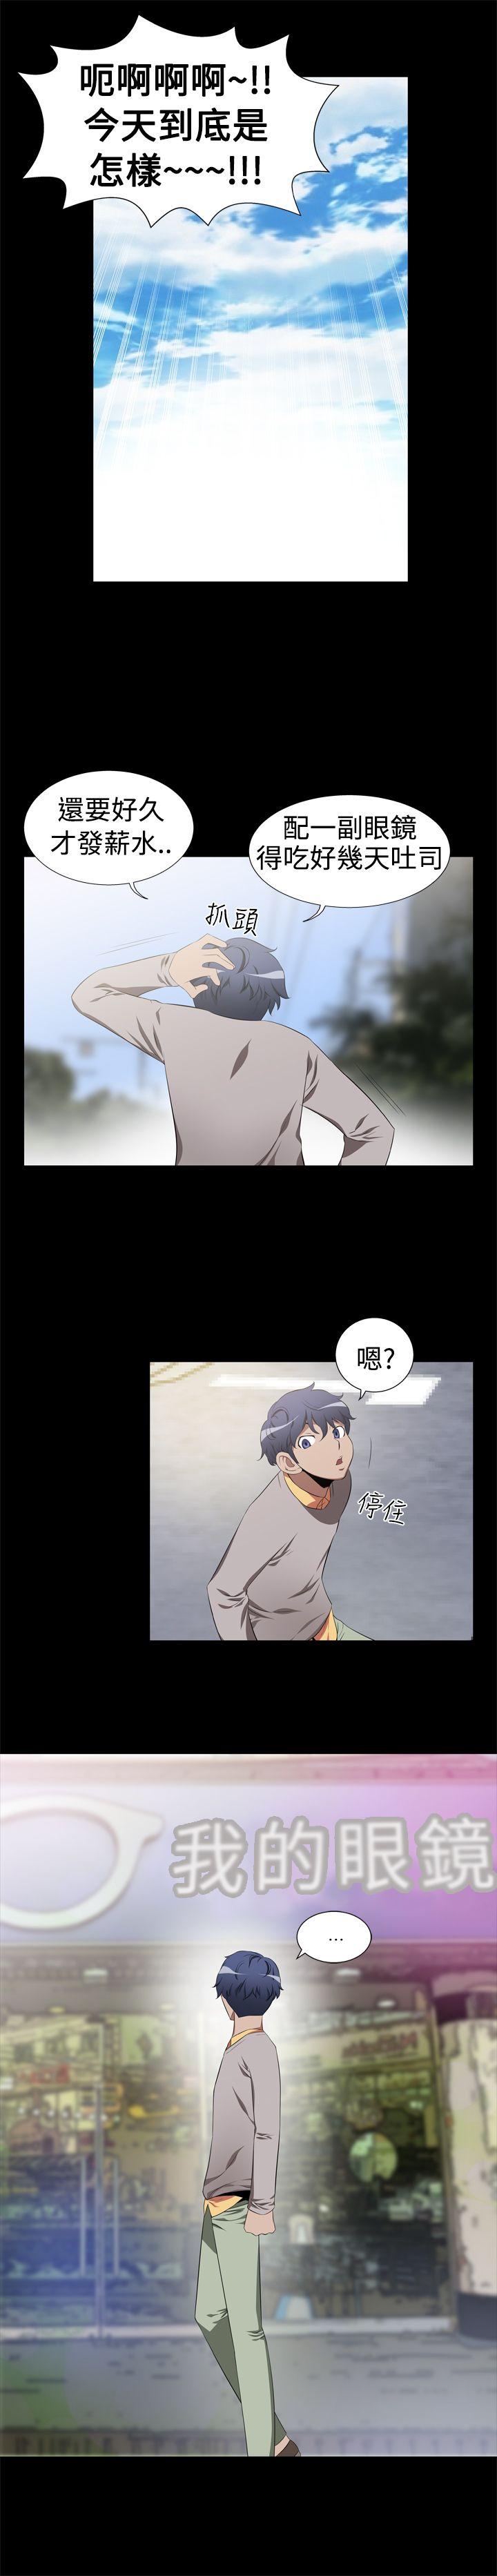 呃啊啊啊~!!
今天到底是
怎樣~~~!!!
還要好久
才發薪水..
配一副眼鏡
得吃好幾天吐司
抓頭
嗯?
停住
我的眼鏡
...